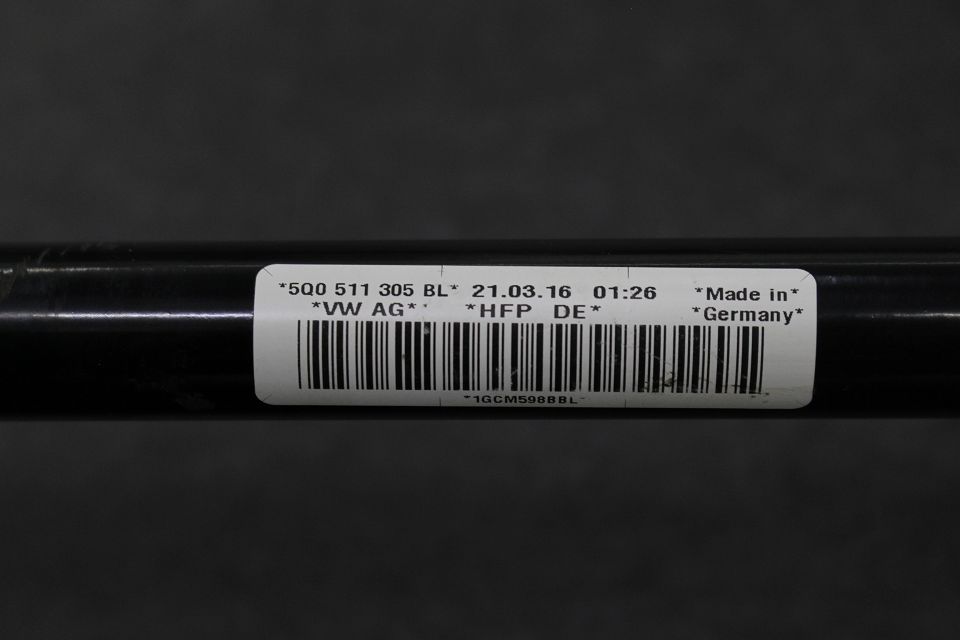 *5Q0 511 305 BL* 21.03.16 01:26 *Made in*
*VW AG* *HFP DE* *Germany*
*1GCM598BBL*